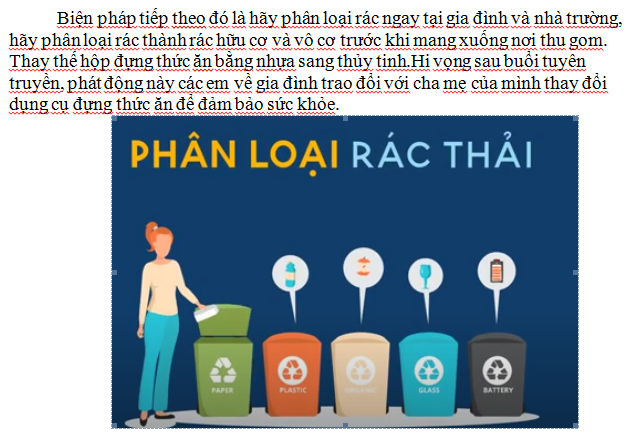 Biện pháp tiếp theo đó là hãy phân loại rác ngay tại gia đình và nhà trường,
hãy phân loại rác thành rác hữu cơ và vô cơ trước khi mang xuống nơi thu gom.
Thay thế hộp đựng thức ăn bằng nhựa sang thủy tinh.Hi vọng sau buổi tuyên
truyền, phát động này các em về gia đình trao đổi với cha mẹ của mình thay đổi
dụng cụ đựng thức ăn để đảm bảo sức khỏe.
PHÂN LOẠI RÁC THẢI
PAPER
PLASTIC
ORGANIC
GLASS
BATTERY